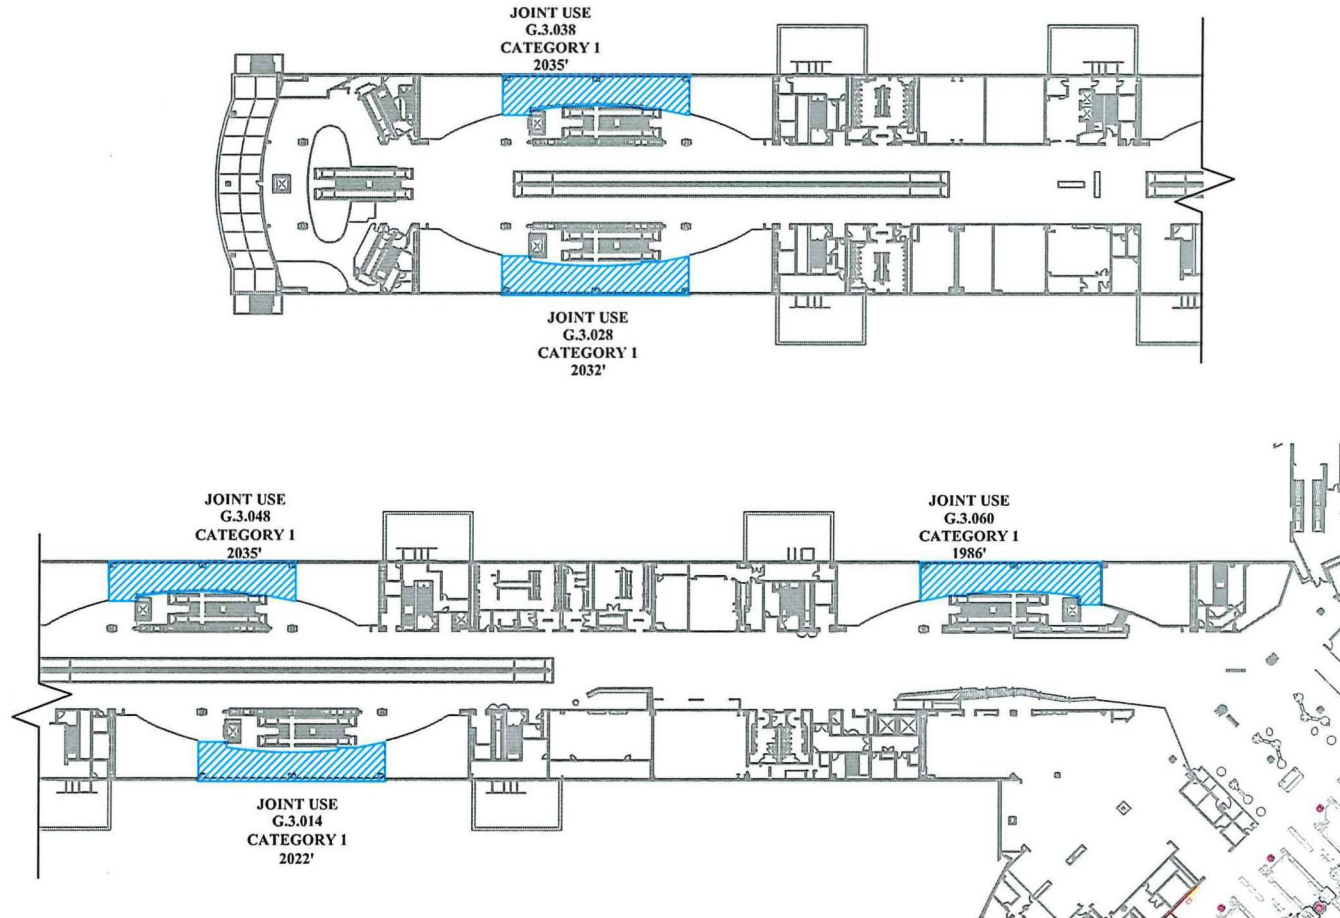 JOINT USE
G.3.038
CATEGORY 1
2035'
JOINT USE
G.3.028
CATEGORY 1
2032'
JOINT USE
G.3.048
CATEGORY 1
2035'
JOINT USE
G.3.060
CATEGORY 1
1986'
JOINT USE
G.3.014
CATEGORY 1
2022'